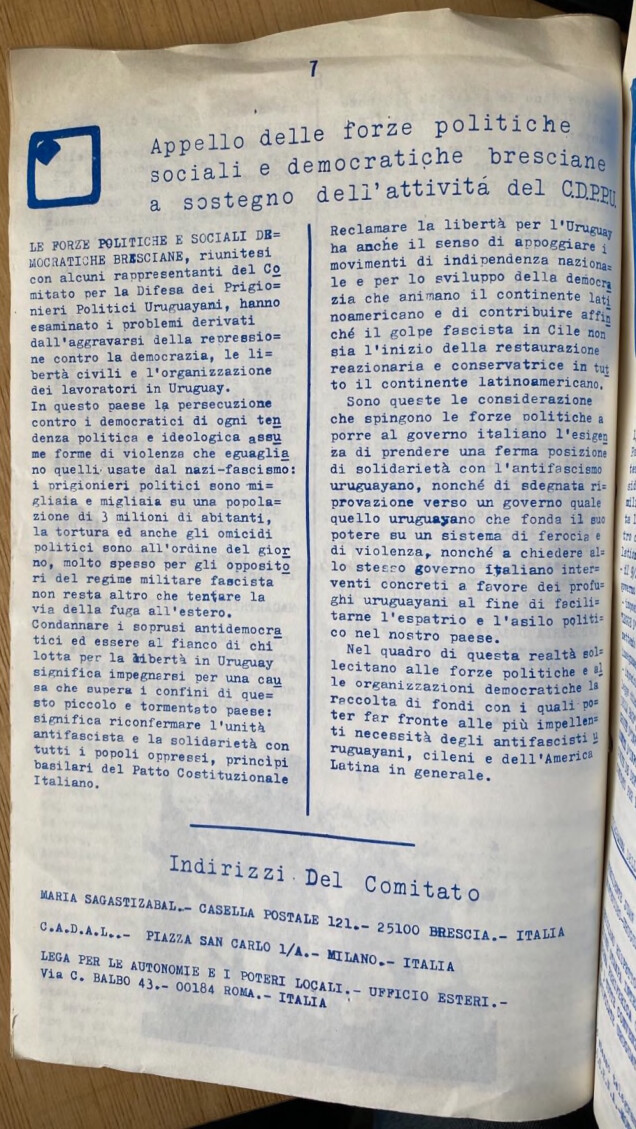 7
Appello delle forze politiche
sociali e democratiche bresciane
a sostegno dell'attivitá del C.D.P.P.U.
LE FORZE POLITICHE E SOCIALI DE=
MOCRATICHE BRESCIANE, riunitesi
con alcuni rappresentanti del Co
mitato per la Difesa dei Prigio=
nieri Politici Uruguayani, hanno
esaminato i problemi derivati
dall'aggravarsi della repressio=
ne contro la democrazia, le li=
bertà civili e l'organizzazione
dei lavoratori in Uruguay.
In questo paese la persecuzione
contro i democratici di ogni ten
denza politica e ideologica assu
me forme di violenza che eguaglia
no quelli usate dal nazi-fascismo:
i prigionieri politici sono mi=
gliaia e migliaia su una popola=
zione di 3 milioni di abitanti,
la tortura ed anche gli omicidi
politici sono all'ordine del gior
no, molto spesso per gli opposito
ri del regime militare fascista
non resta altro che tentare la
via della fuga all'estero.
Condannare i soprusi antidemocra
tici ed essere al fianco di chi
lotta per la libertà in Uruguay
significa impegnarsi per una cau
sa che supera i confini di que=
sto piccolo e tormentato paese:
significa riconfermare l'unità
antifascista e la solidarietà con
tutti i popoli oppressi, principi
basilari del Patto Costituzionale
Italiano.
Reclamare la libertà per l'Uruguay
ha anche il senso di appoggiare i
movimenti di indipendenza naziona=
le e per lo sviluppo della democra
zia che animano il continente lati
noamericano e di contribuire affin
ché il golpe fascista in Cile non
sia l'inizio della restaurazione
reazionaria e conservatrice in tut
to il continente latinoamericano.
Sono queste le considerazione
che spingono le forze politiche a
porre al governo italiano l'esigen
za di prendere una ferma posizione
di solidarietà con l'antifascismo
uruguayano, nonché di sdegnata ri=
provazione verso un governo quale
quello uruguayano che fonda il suo
potere su un sistema di ferocia e
di violenza, nonché a chiedere al=
lo stesso governo italiano inter=
venti concreti a favore dei profu=
ghi uruguayani al fine di facili=
tarne l'espatrio e l'asilo politi=
co nel nostro paese.
Nel quadro di questa realtà sol=
lecitano alle forze politiche e al
le organizzazioni democratiche la
raccolta di fondi con i quali po=
ter far fronte alle più impellen=
ti necessità degli antifascisti u
ruguayani, cileni e dell'America
Latina in generale.
Indirizzi Del Comitato
MARIA SAGASTIZABAL.- CASELLA POSTALE 121.- 25100 BRESCIA.- ITALIA
C.A.D.A.L..- PIAZZA SAN CARLO 1/A.- MILANO.- ITALIA
LEGA PER LE AUTONOMIE E I POTERI LOCALI.- UFFICIO ESTERI.-
Via C. BALBO 43.- 00184 ROMA.- ITALIA